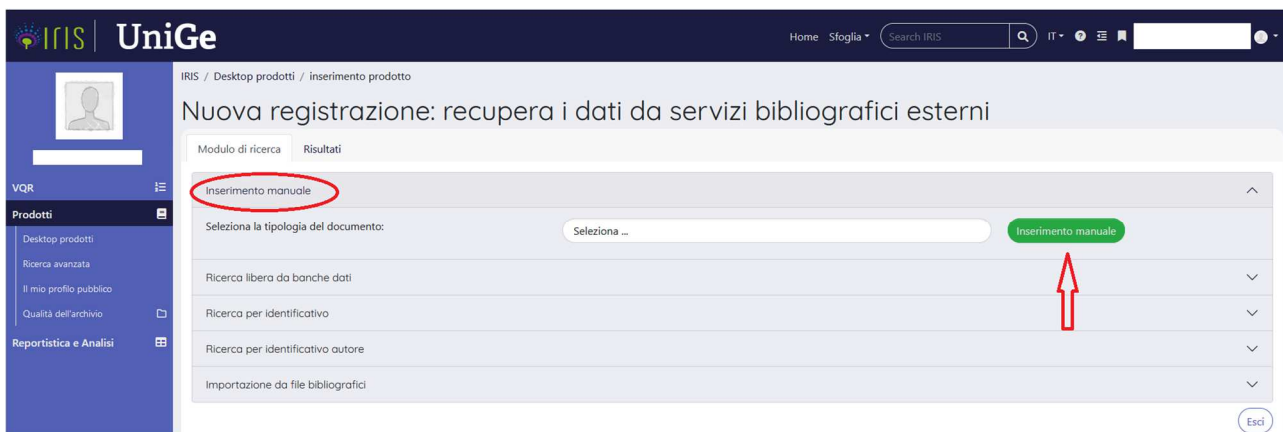 IRIS UniGe
Home Sfoglia Search IRIS IT
IRIS / Desktop prodotti / inserimento prodotto
Nuova registrazione: recupera i dati da servizi bibliografici esterni
Modulo di ricerca Risultati
VQR
Prodotti
Desktop prodotti
Ricerca avanzata
Il mio profilo pubblico
Qualità dell'archivio
Reportistica e Analisi
Inserimento manuale
Seleziona la tipologia del documento: Seleziona ... Inserimento manuale
Ricerca libera da banche dati
Ricerca per identificativo
Ricerca per identificativo autore
Importazione da file bibliografici
Esci